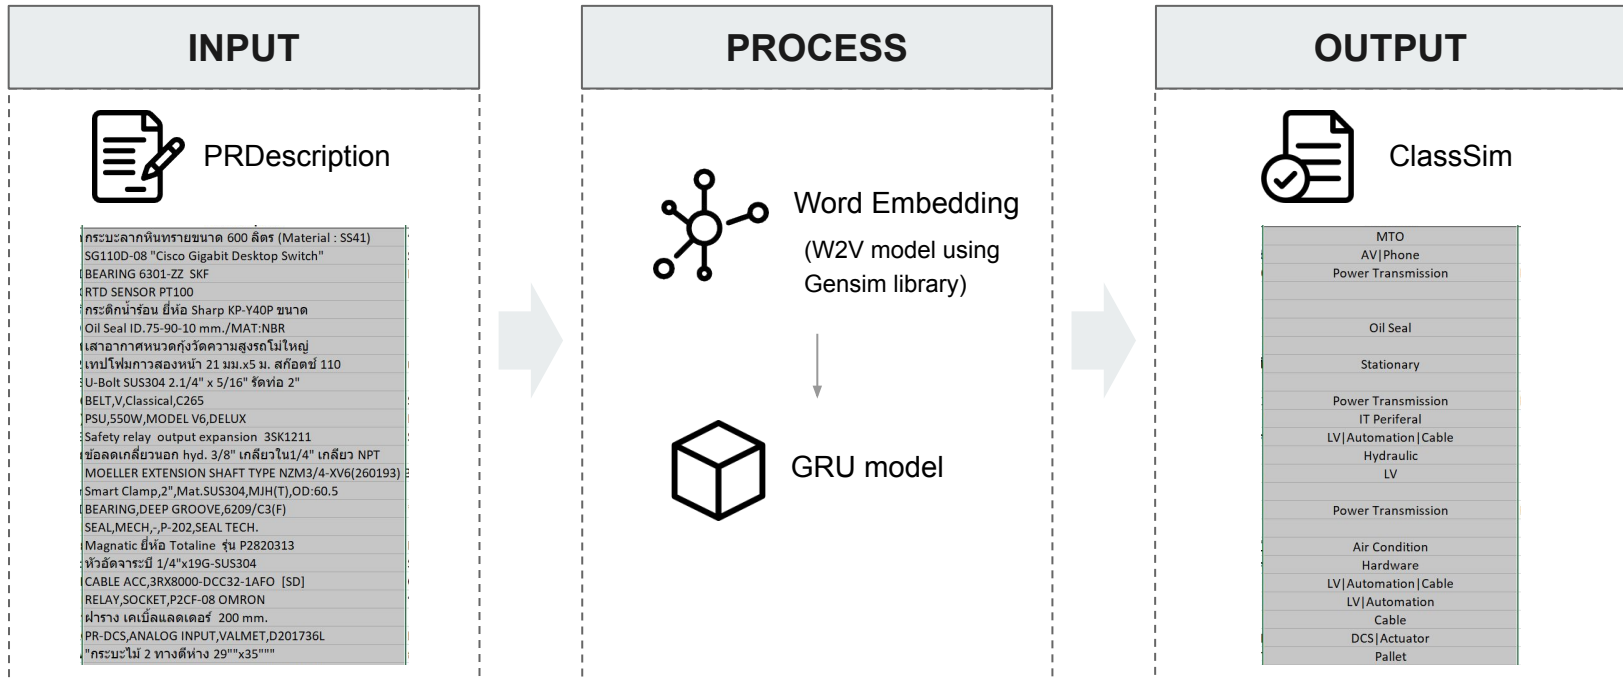 INPUT
PRDescription
กระบะลากหินทรายขนาด 600 ลิตร (Material : SS41)
SG110D-08 "Cisco Gigabit Desktop Switch"
BEARING 6301-ZZ SKF
RTD SENSOR PT100
กระติกน้ำร้อน ยี่ห้อ Sharp KP-Y40P ขนาด
Oil Seal ID.75-90-10 mm./MAT:NBR
เสาอากาศหนวดกุ้งวัดความสูงรถโม่ใหญ่
เทปโฟมกาวสองหน้า 21 มม.x5 ม. สก๊อตช์ 110
U-Bolt SUS304 2.1/4" x 5/16" รัดท่อ 2"
BELT,V,Classical,C265
PSU,550W,MODEL V6,DELUX
Safety relay output expansion 3SK1211
ข้อลดเกลี่ยวนอก hyd. 3/8" เกลียวใน1/4" เกลียว NPT
MOELLER EXTENSION SHAFT TYPE NZM3/4-XV6(260193)
Smart Clamp,2",Mat.SUS304,MJH(T),OD:60.5
BEARING,DEEP GROOVE,6209/C3(F)
SEAL,MECH,-,P-202,SEAL TECH.
Magnatic ยี่ห้อ Totaline รุ่น P2820313
หัวอัดจาระบี 1/4"x19G-SUS304
CABLE ACC,3RX8000-DCC32-1AFO [SD]
RELAY,SOCKET,P2CF-08 OMRON
ฝาราง เคเบิ้ลแลดเดอร์ 200 mm.
PR-DCS,ANALOG INPUT,VALMET,D201736L
"กระบะไม้ 2 ทางตีห่าง 29""x35"""
PROCESS
Word Embedding
(W2V model using
Gensim library)
GRU model
OUTPUT
ClassSim
MTO
AV|Phone
Power Transmission
Oil Seal
Stationary
Power Transmission
IT Periferal
LV|Automation|Cable
Hydraulic
LV
Power Transmission
Air Condition
Hardware
LV|Automation|Cable
LV|Automation
Cable
DCS|Actuator
Pallet